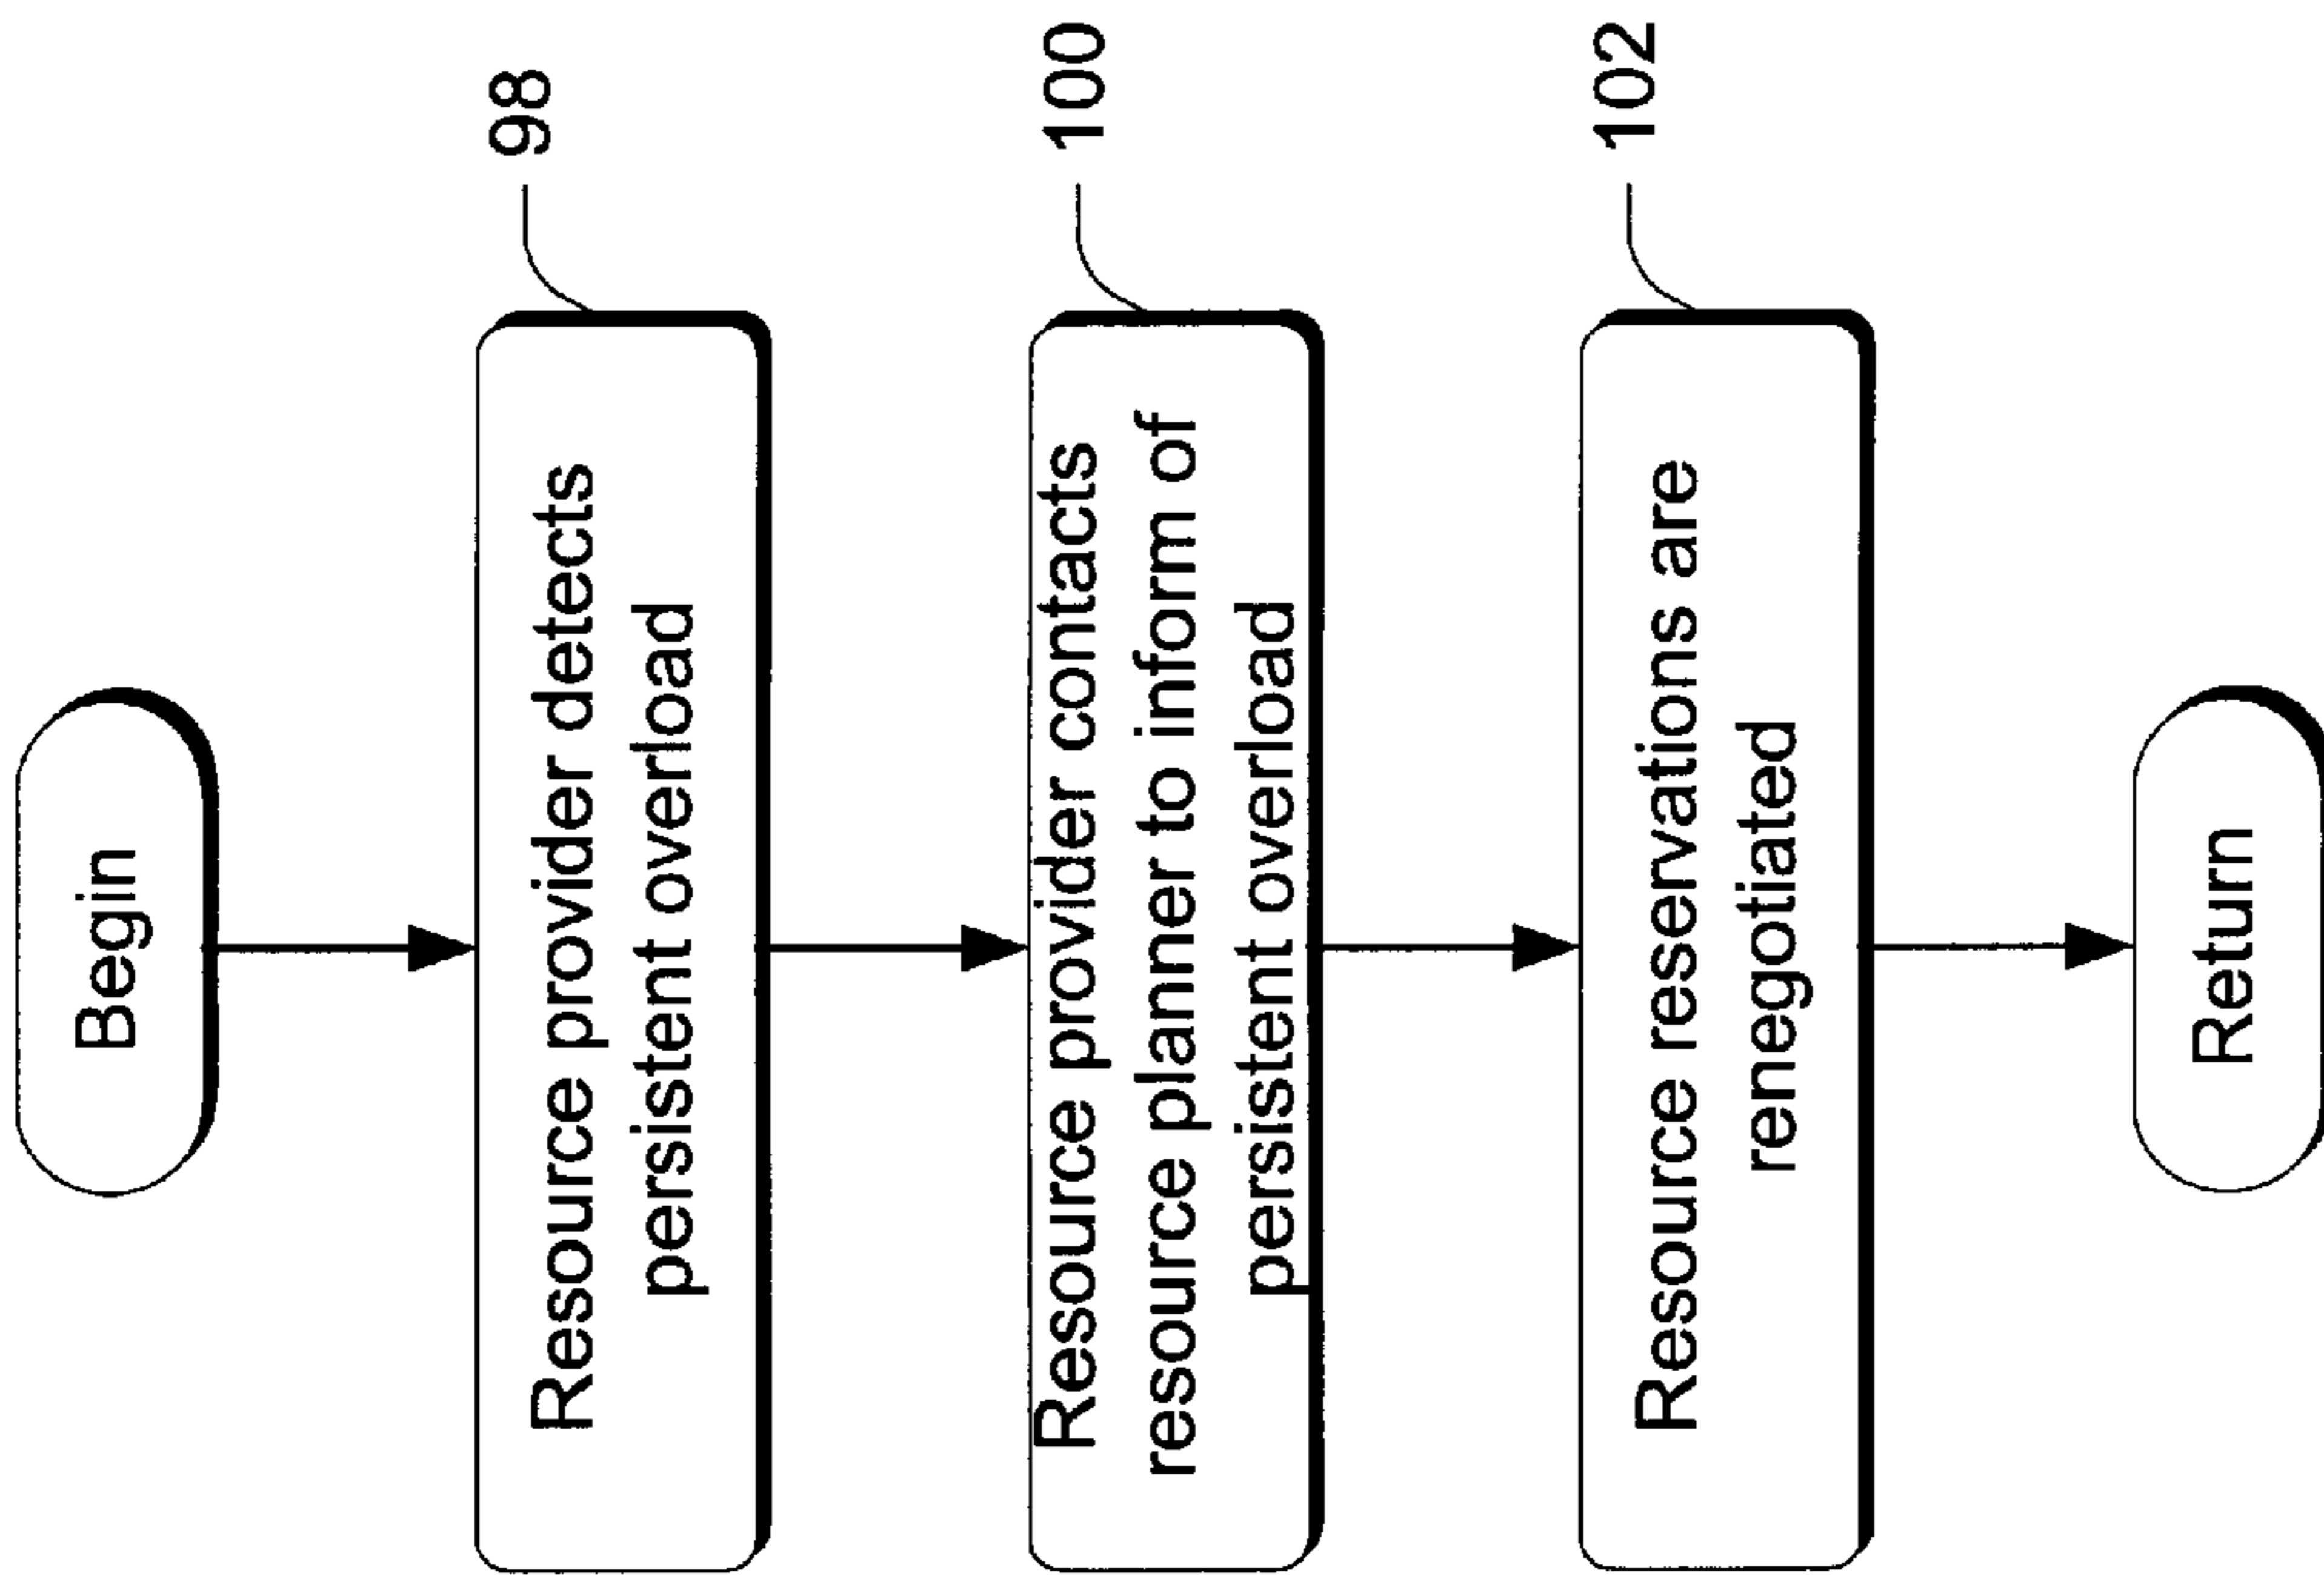 Begin
98
Resource provider detects
persistent overload
100
Resource provider contacts
resource planner to inform of
persistent overload
102
Resource reservations are
renegotiated
Return